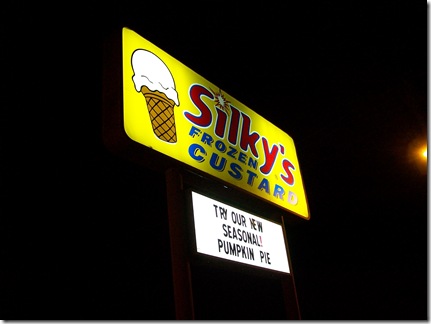 Silky's
FROZEN
CUSTARD
TRY OUR NEW
SEASONAL!
PUMPKIN PIE